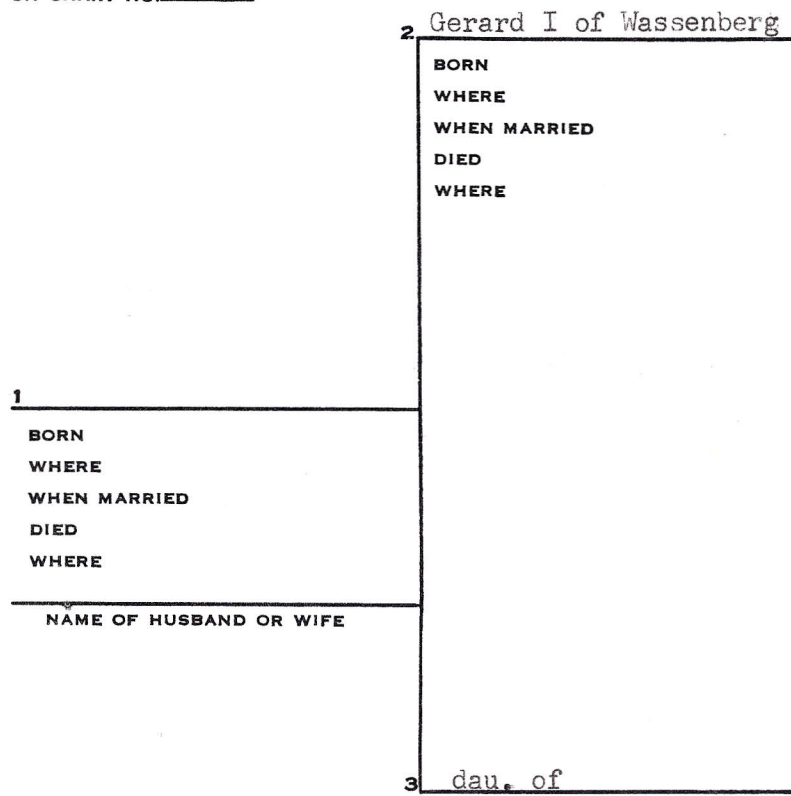 2 Gerard I of Wassenberg
BORN
WHERE
WHEN MARRIED
DIED
WHERE
1
BORN
WHERE
WHEN MARRIED
DIED
WHERE
NAME OF HUSBAND OR WIFE
3 dau. of